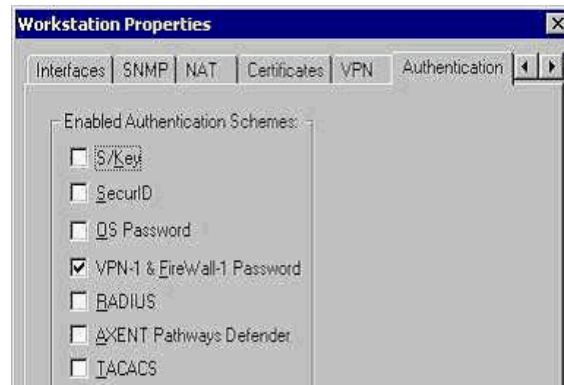 Workstation Properties
Interfaces SNMP NAT Certificates VPN Authentication
Enabled Authentication Schemes:
S/Key
SecurID
OS Password
VPN-1 & FireWall-1 Password
RADIUS
AXENT Pathways Defender
TACACS